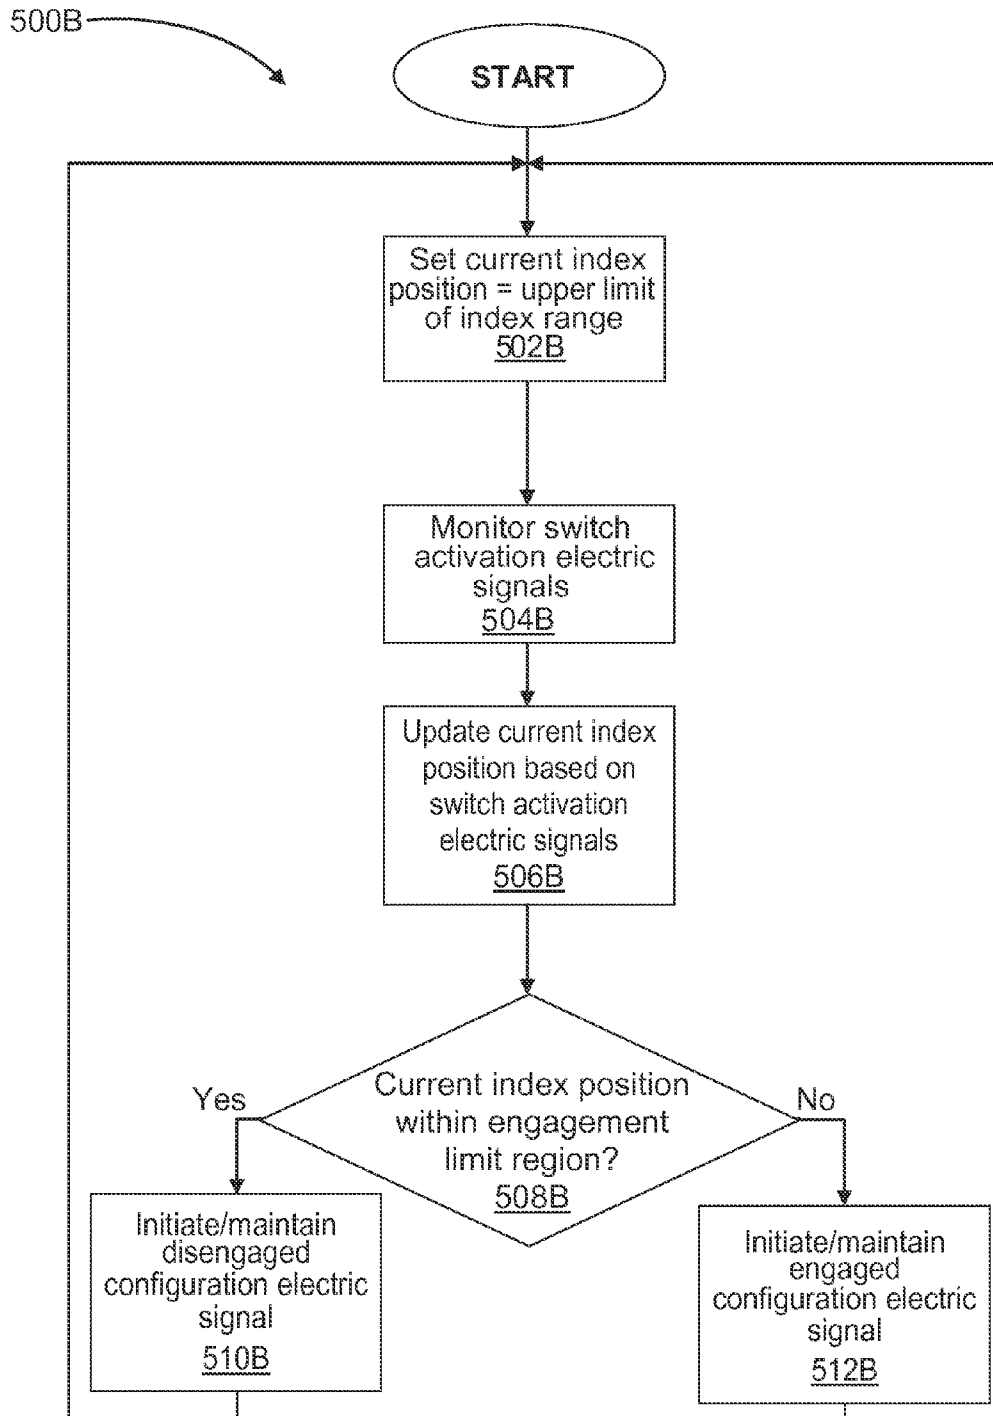 500B
START
Set current index
position = upper limit
of index range
502B
Monitor switch
activation electric
signals
504B
Update current index
position based on
switch activation
electric signals
506B
Current index position
within engagement
limit region?
508B
Yes
No
Initiate/maintain
disengaged
configuration electric
signal
510B
Initiate/maintain
engaged
configuration electric
signal
512B